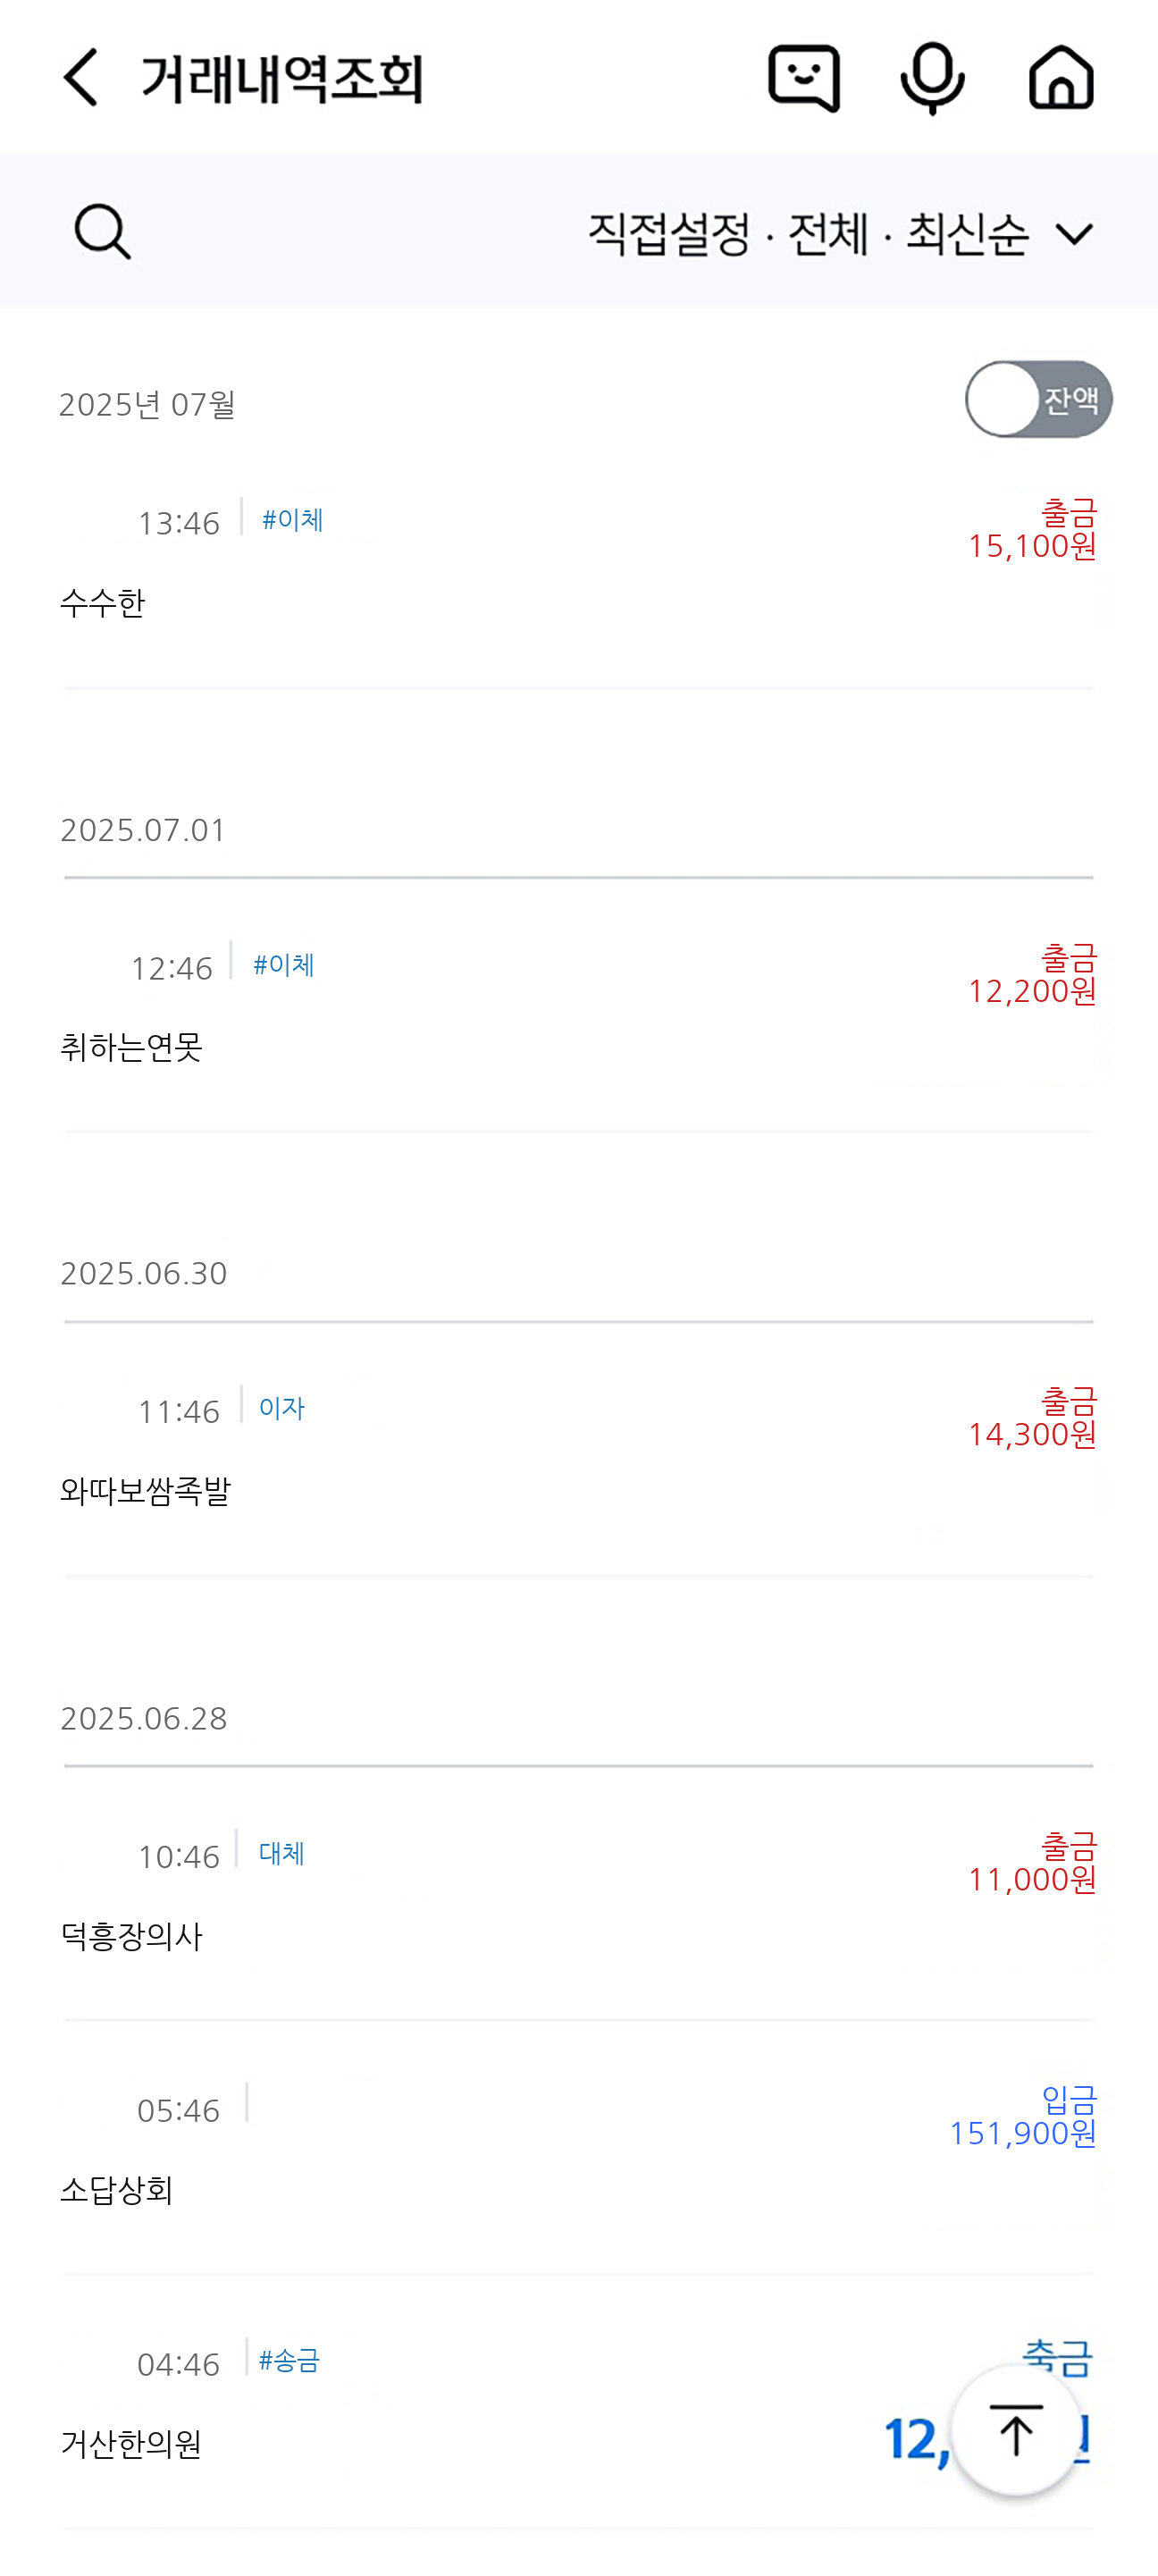 거래내역조회
직접설정 · 전체 · 최신순
2025년 07월
잔액
13:46 #이체
출금
15,100원
수수한
2025.07.01
12:46 #이체
출금
12,200원
취하는연못
2025.06.30
11:46 이자
출금
14,300원
와따보쌈족발
2025.06.28
10:46 대체
출금
11,000원
덕흥장의사
05:46
입금
151,900원
소답상회
04:46 #송금
거산한의원
12,